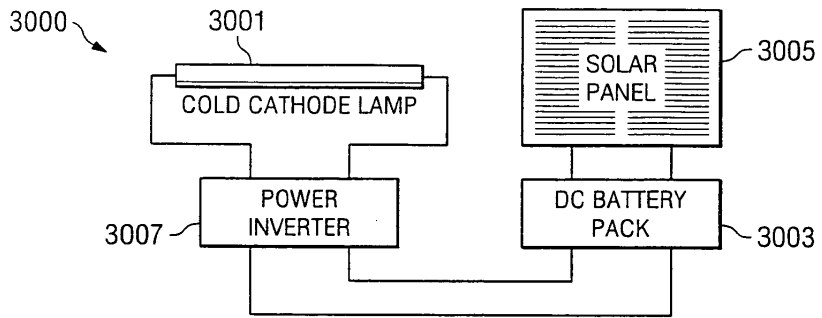 3000
3001
COLD CATHODE LAMP
SOLAR
PANEL
3005
POWER
INVERTER
3007
DC BATTERY
PACK
3003